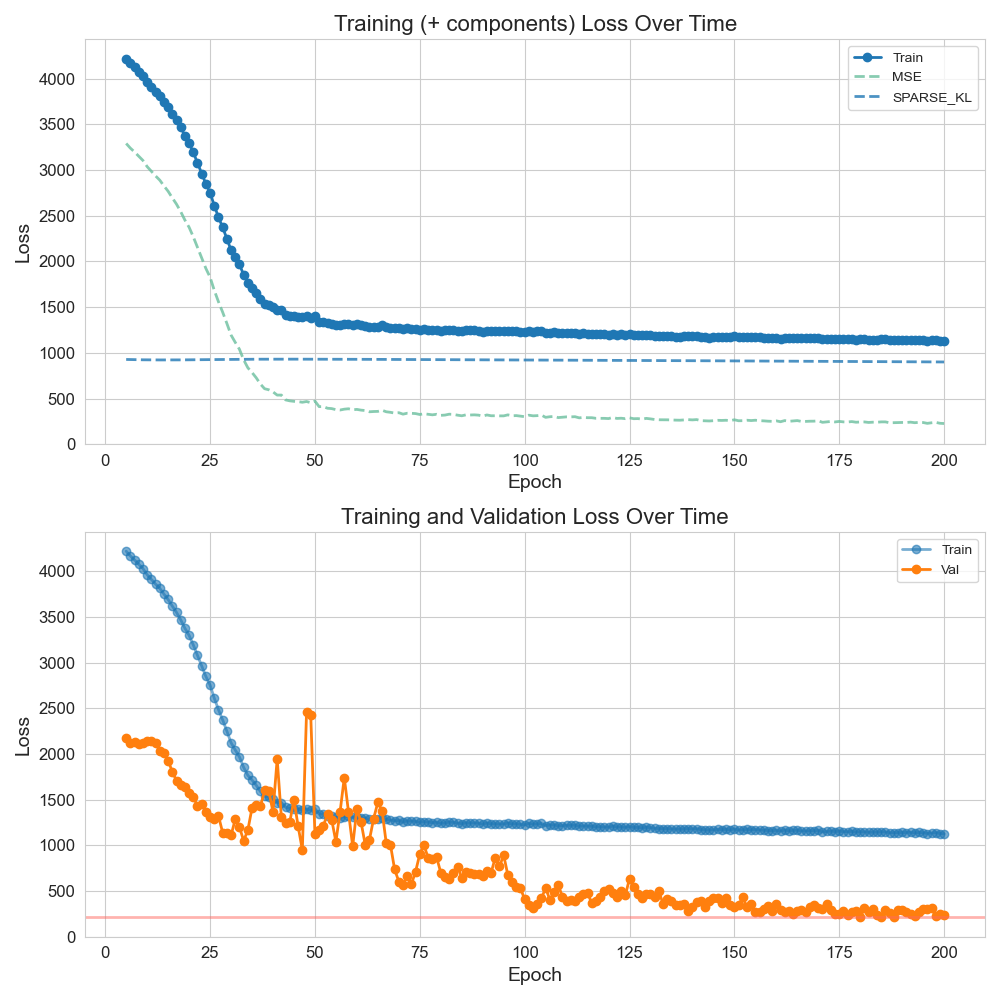 Training (+ components) Loss Over Time
Train
MSE
SPARSE_KL
Loss
4000
3500
3000
2500
2000
1500
1000
500
0
0 25 50 75 100 125 150 175 200
Epoch
Training and Validation Loss Over Time
Train
Val
Loss
4000
3500
3000
2500
2000
1500
1000
500
0
0 25 50 75 100 125 150 175 200
Epoch